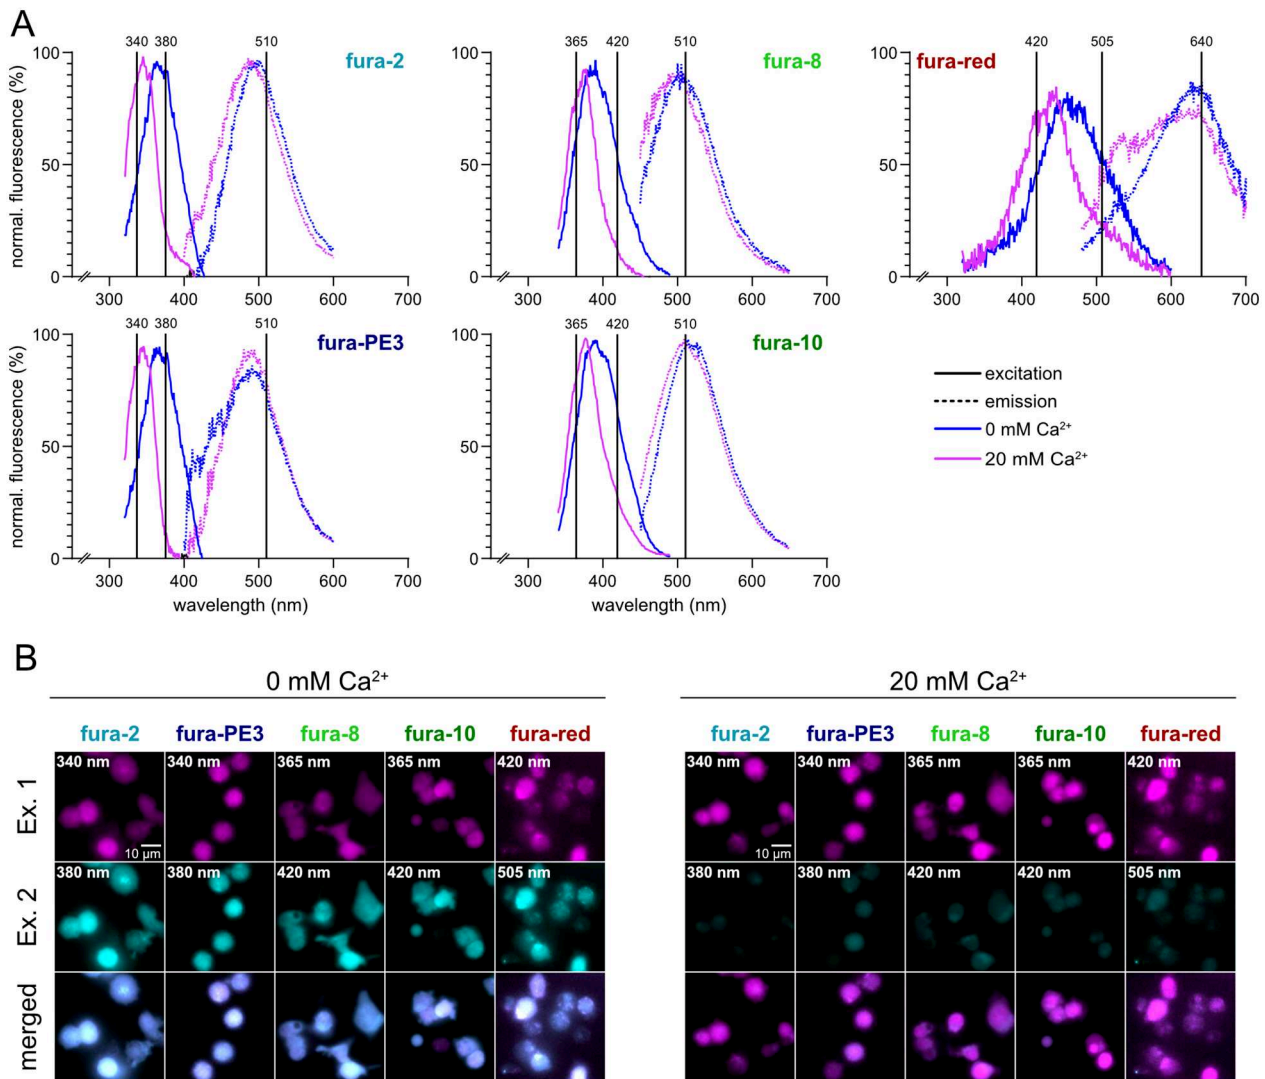 A
340 380 510
fura-2
normal. fluorescence (%)
100
50
0
300 400 500 600 700
365 420 510
fura-8
100
50
0
300 400 500 600 700
420 505 640
fura-red
100
50
0
300 400 500 600 700
340 380 510
fura-PE3
normal. fluorescence (%)
100
50
0
300 400 500 600 700
wavelength (nm)
365 420 510
fura-10
100
50
0
300 400 500 600 700
wavelength (nm)
excitation
emission
0 mM Ca²⁺
20 mM Ca²⁺
B
0 mM Ca²⁺ 20 mM Ca²⁺
fura-2 fura-PE3 fura-8 fura-10 fura-red fura-2 fura-PE3 fura-8 fura-10 fura-red
Ex. 1
340 nm 340 nm 365 nm 365 nm 420 nm 340 nm 340 nm 365 nm 365 nm 420 nm
10 µm 10 µm
Ex. 2
380 nm 380 nm 420 nm 420 nm 505 nm 380 nm 380 nm 420 nm 420 nm 505 nm
merged